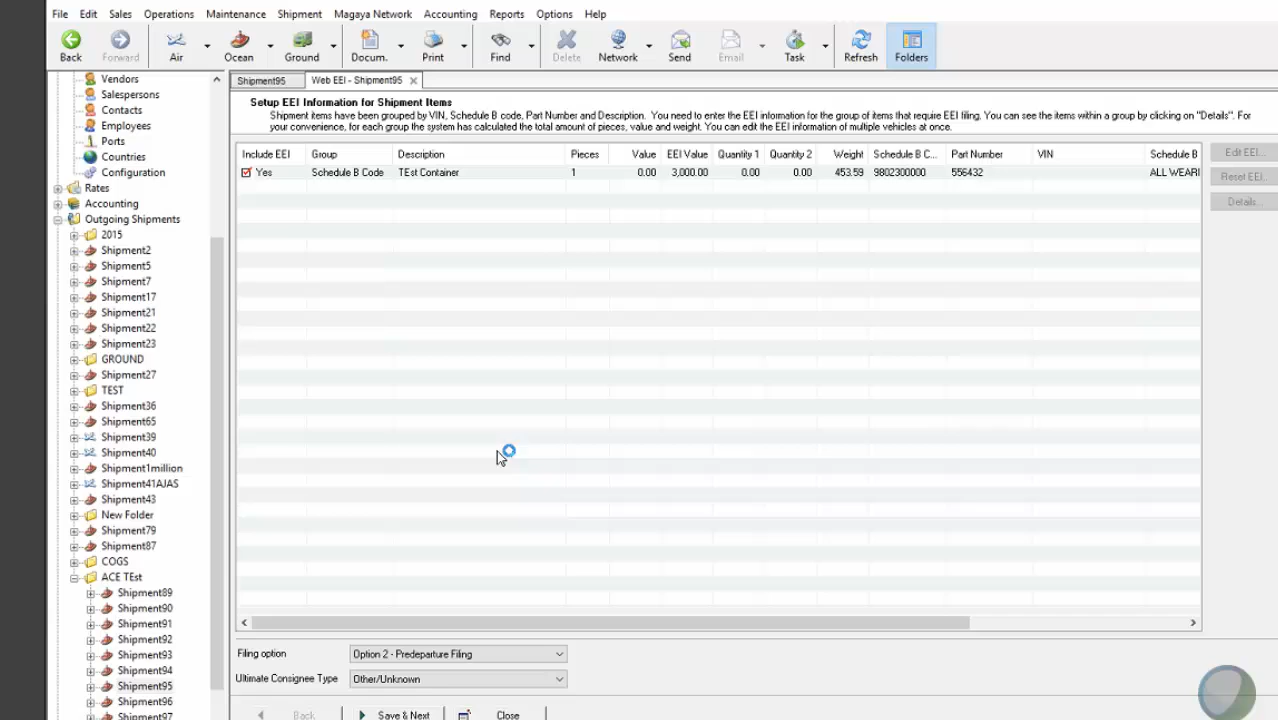 File Edit Sales Operations Maintenance Shipment Magaya Network Accounting Reports Options Help
Back Forward Air Ocean Ground Docum. Print Find Delete Network Send Email Task Refresh Folders
Vendors
Salespersons
Contacts
Employees
Ports
Countries
Configuration
Rates
Accounting
Outgoing Shipments
2015
Shipment2
Shipment5
Shipment7
Shipment17
Shipment21
Shipment22
Shipment23
GROUND
Shipment27
TEST
Shipment36
Shipment65
Shipment39
Shipment40
Shipment1million
Shipment41AJAS
Shipment43
New Folder
Shipment79
Shipment87
COGS
ACE TEst
Shipment89
Shipment90
Shipment91
Shipment92
Shipment93
Shipment94
Shipment95
Shipment96
Shipment97
Shipment95 Web EEI - Shipment95
Setup EEI Information for Shipment Items
Shipment items have been grouped by VIN, Schedule B code, Part Number and Description. You need to enter the EEI information for the group of items that require EEI filing. You can see the items within a group by clicking on "Details". For
your convenience, for each group the system has calculated the total amount of pieces, value and weight. You can edit the EEI information of multiple vehicles at once.
Include EEI Group Description Pieces Value EEI Value Quantity 1 Quantity 2 Weight Schedule B C... Part Number VIN Schedule B
Yes Schedule B Code TEst Container 1 0.00 3,000.00 0.00 0.00 453.59 9802300000 556432 ALL WEARI
Edit EEI...
Reset EEI...
Details...
Filing option Option 2 - Predeparture Filing
Ultimate Consignee Type Other/Unknown
Back Save & Next Close